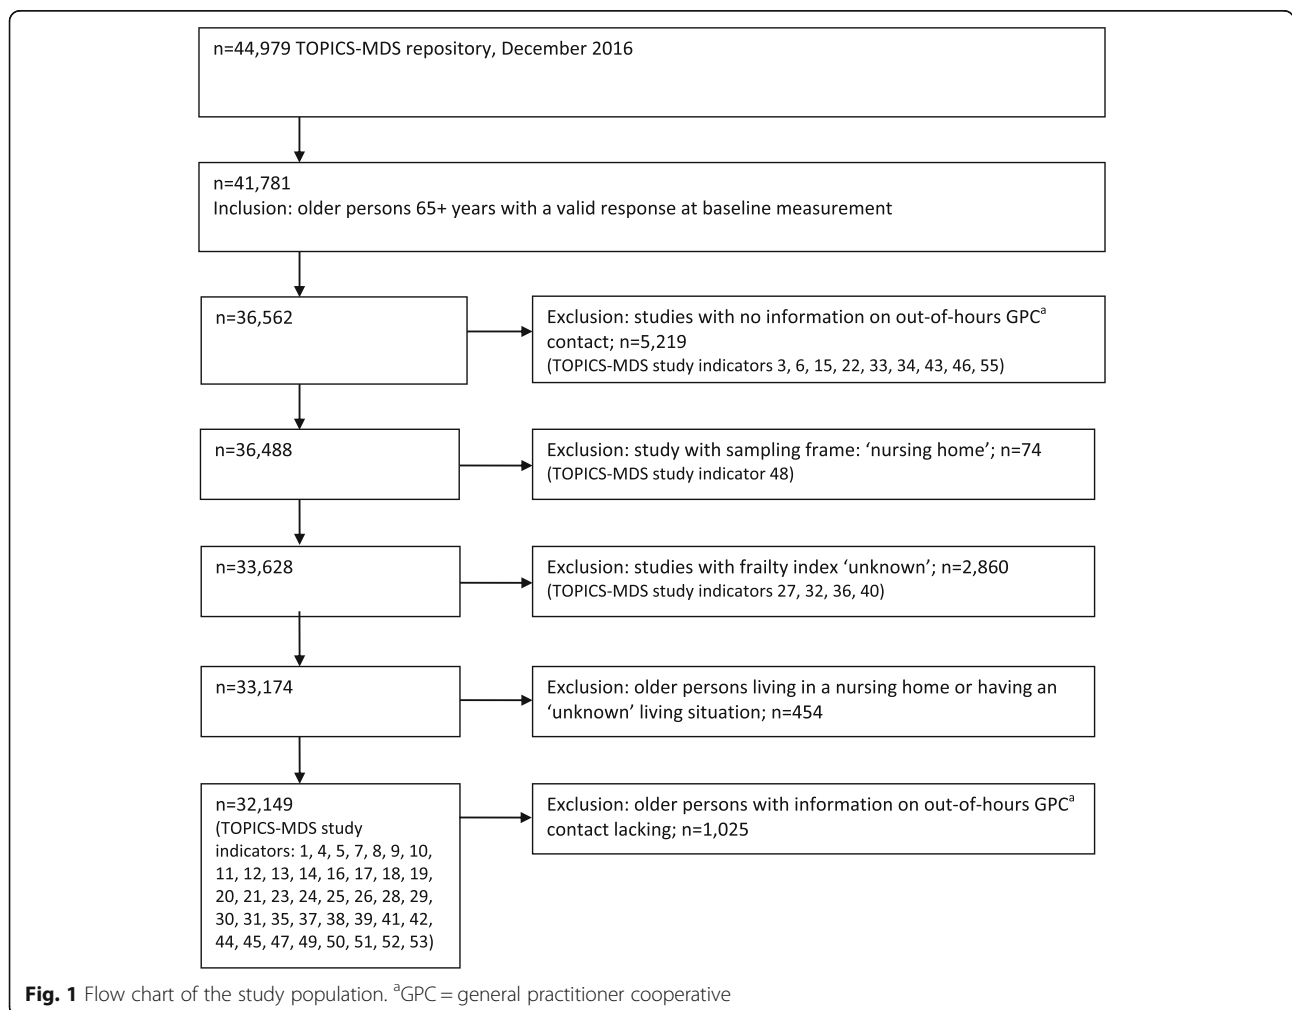 n=44,979 TOPICS-MDS repository, December 2016
n=41,781
Inclusion: older persons 65+ years with a valid response at baseline measurement
n=36,562
Exclusion: studies with no information on out-of-hours GPCa
contact; n=5,219
(TOPICS-MDS study indicators 3, 6, 15, 22, 33, 34, 43, 46, 55)
n=36,488
Exclusion: study with sampling frame: ‘nursing home’; n=74
(TOPICS-MDS study indicator 48)
n=33,628
Exclusion: studies with frailty index ‘unknown’; n=2,860
(TOPICS-MDS study indicators 27, 32, 36, 40)
n=33,174
Exclusion: older persons living in a nursing home or having an
‘unknown’ living situation; n=454
n=32,149
(TOPICS-MDS study
indicators: 1, 4, 5, 7, 8, 9, 10,
11, 12, 13, 14, 16, 17, 18, 19,
20, 21, 23, 24, 25, 26, 28, 29,
30, 31, 35, 37, 38, 39, 41, 42,
44, 45, 47, 49, 50, 51, 52, 53)
Exclusion: older persons with information on out-of-hours GPCa
contact lacking; n=1,025
Fig. 1 Flow chart of the study population. aGPC = general practitioner cooperative